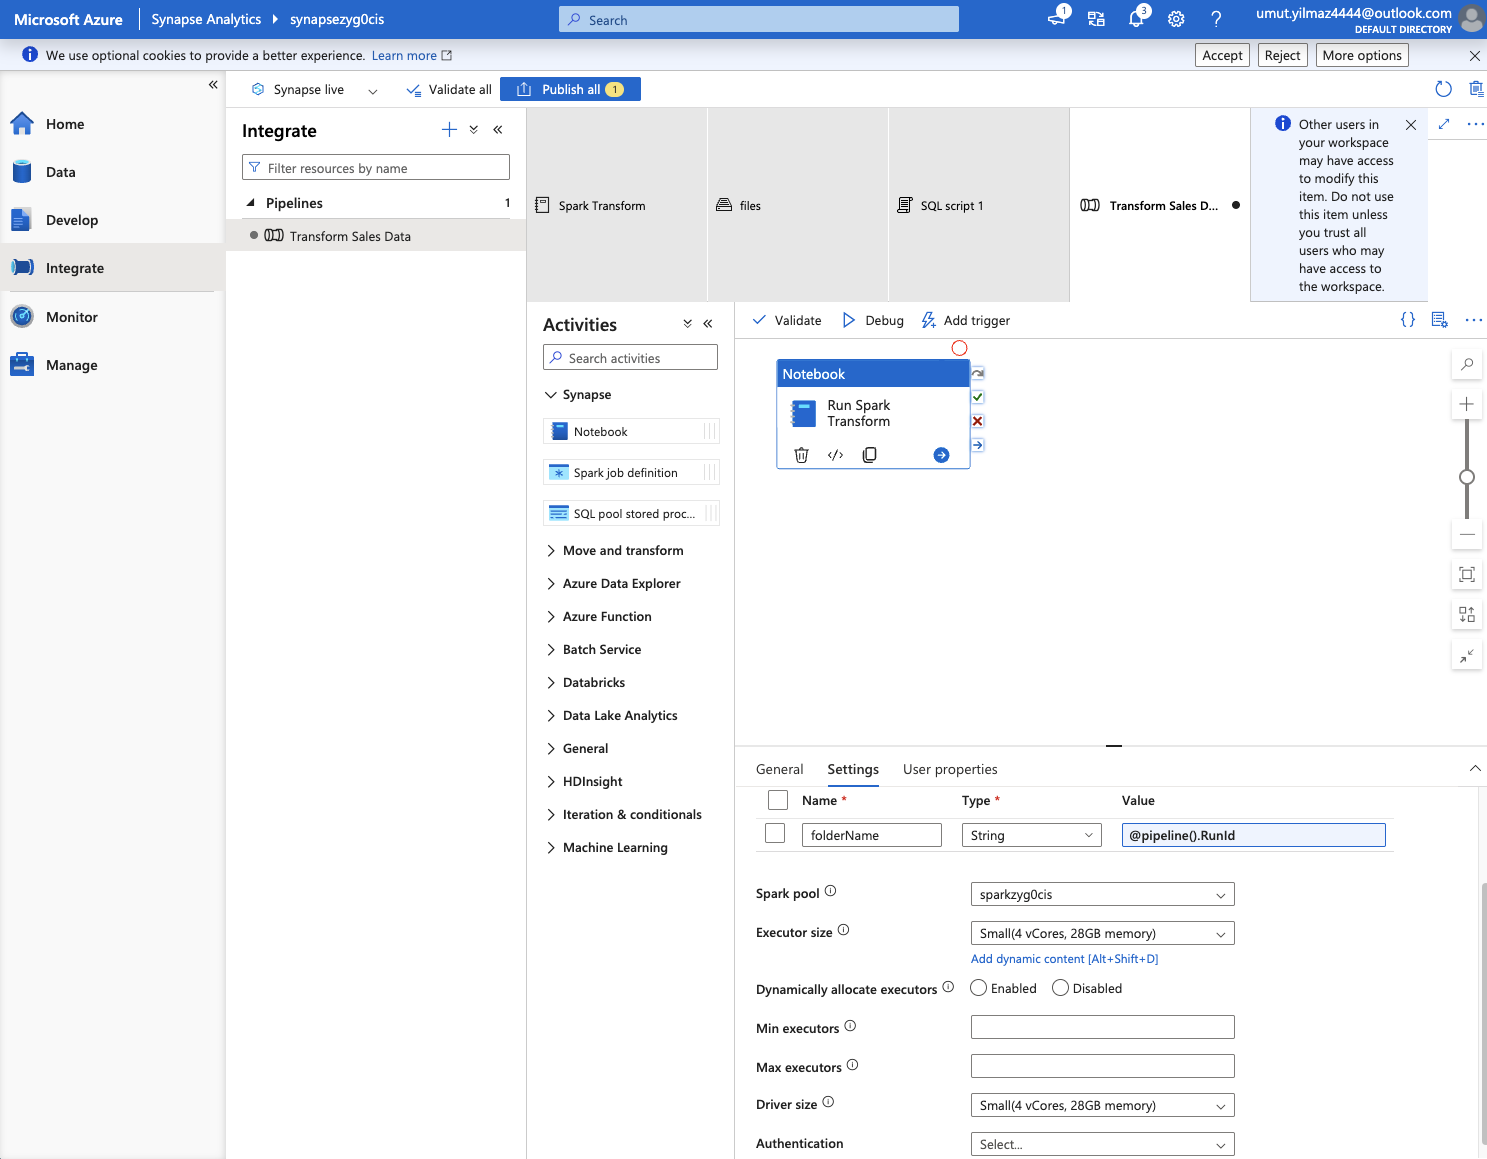 Microsoft Azure
Synapse Analytics
synapsezyg0cis
Search
1
3
umut.yilmaz4444@outlook.com
DEFAULT DIRECTORY
We use optional cookies to provide a better experience. Learn more
Accept
Reject
More options
Synapse live
Validate all
Publish all 1
Home
Data
Develop
Integrate
Monitor
Manage
Integrate
Filter resources by name
Pipelines 1
Transform Sales Data
Spark Transform
files
SQL script 1
Transform Sales D...
Other users in
your workspace
may have access
to modify this
item. Do not use
this item unless
you trust all
users who may
have access to
the workspace.
Activities
Search activities
Synapse
Notebook
Spark job definition
SQL pool stored proc...
Move and transform
Azure Data Explorer
Azure Function
Batch Service
Databricks
Data Lake Analytics
General
HDInsight
Iteration & conditionals
Machine Learning
Validate
Debug
Add trigger
{}
Notebook
Run Spark
Transform
General
Settings
User properties
Name *
Type *
Value
folderName
String
@pipeline().RunId
Spark pool
sparkzyg0cis
Executor size
Small(4 vCores, 28GB memory)
Add dynamic content [Alt+Shift+D]
Dynamically allocate executors
Enabled
Disabled
Min executors
Max executors
Driver size
Small(4 vCores, 28GB memory)
Authentication
Select...